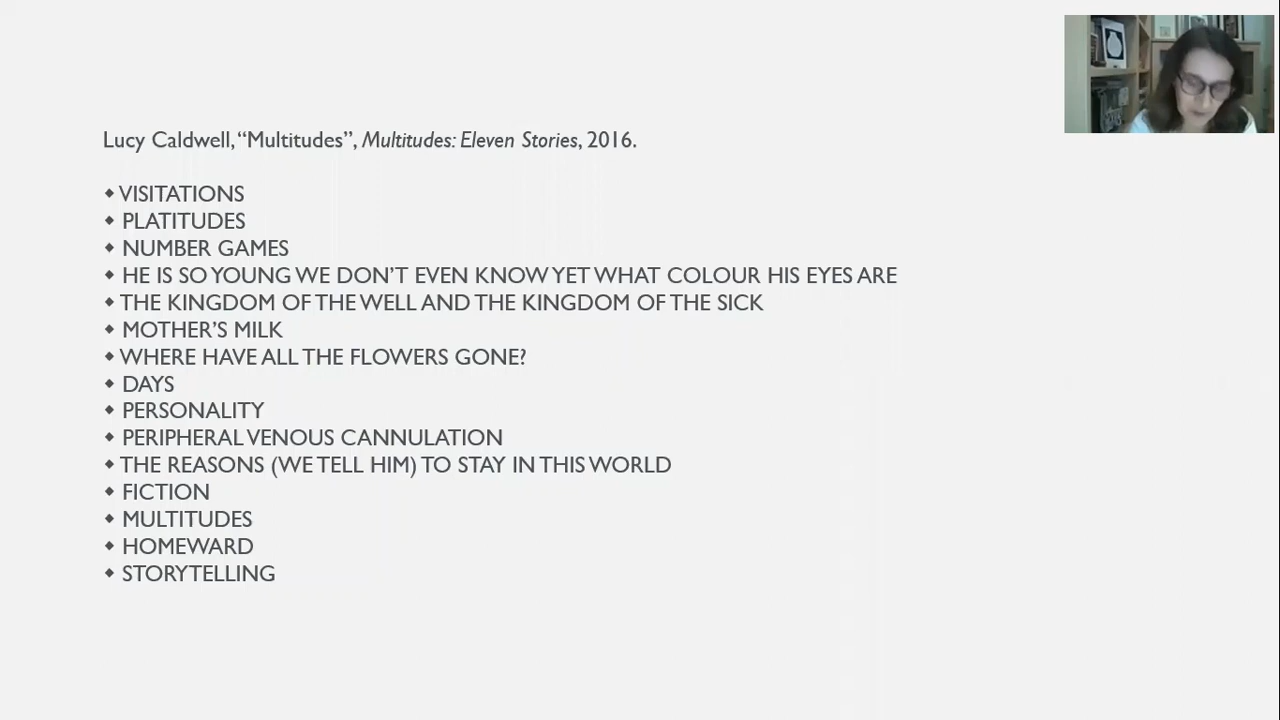 Lucy Caldwell, “Multitudes”, Multitudes: Eleven Stories, 2016.
◆ VISITATIONS
◆ PLATITUDES
◆ NUMBER GAMES
◆ HE IS SO YOUNG WE DON’T EVEN KNOW YET WHAT COLOUR HIS EYES ARE
◆ THE KINGDOM OF THE WELL AND THE KINGDOM OF THE SICK
◆ MOTHER’S MILK
◆ WHERE HAVE ALL THE FLOWERS GONE?
◆ DAYS
◆ PERSONALITY
◆ PERIPHERAL VENOUS CANNULATION
◆ THE REASONS (WE TELL HIM) TO STAY IN THIS WORLD
◆ FICTION
◆ MULTITUDES
◆ HOMEWARD
◆ STORYTELLING